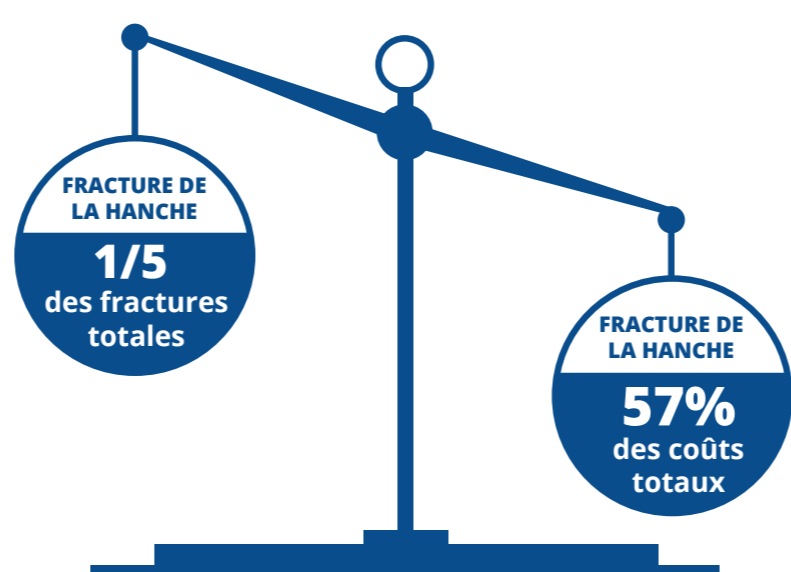 FRACTURE DE
LA HANCHE
1/5
des fractures
totales
FRACTURE DE
LA HANCHE
57%
des coûts
totaux